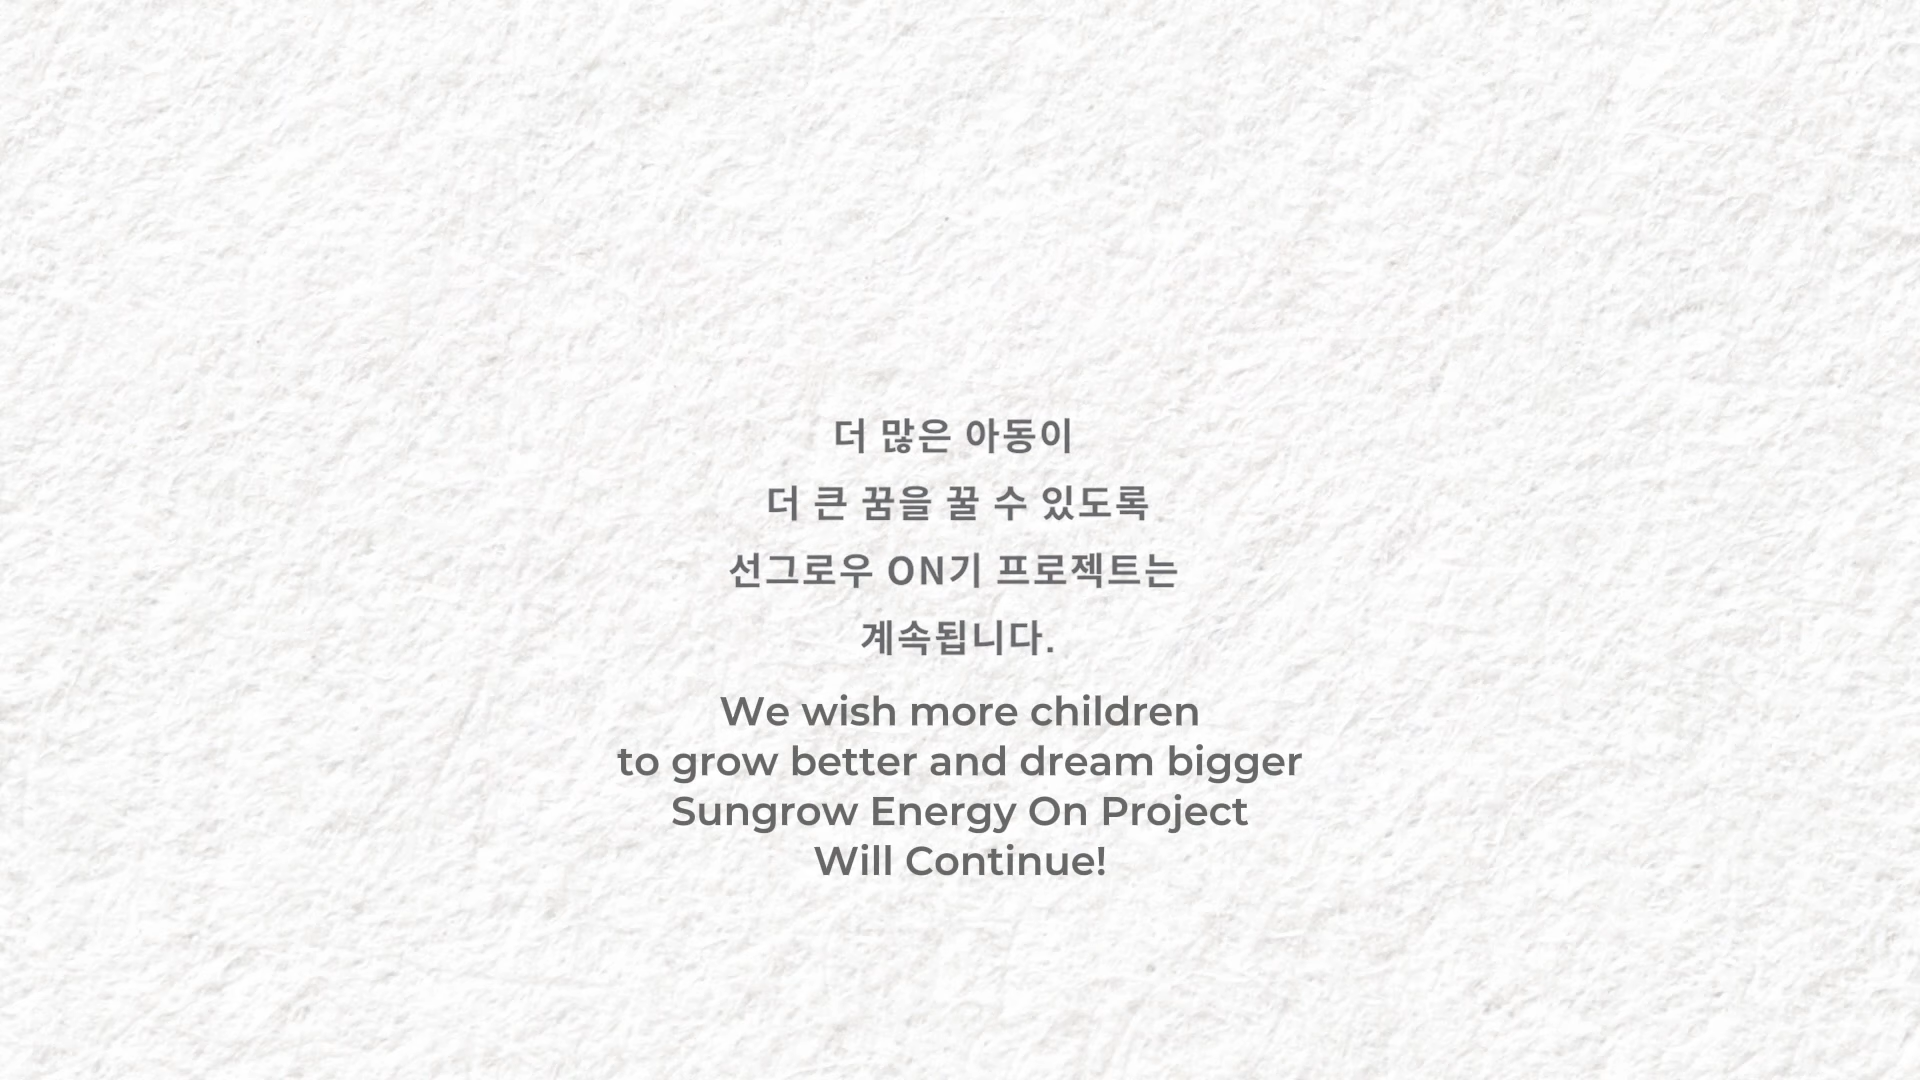 더 많은 아동이
더 큰 꿈을 꿀 수 있도록
선그로우 ON기 프로젝트는
계속됩니다.
We wish more children
to grow better and dream bigger
Sungrow Energy On Project
Will Continue!